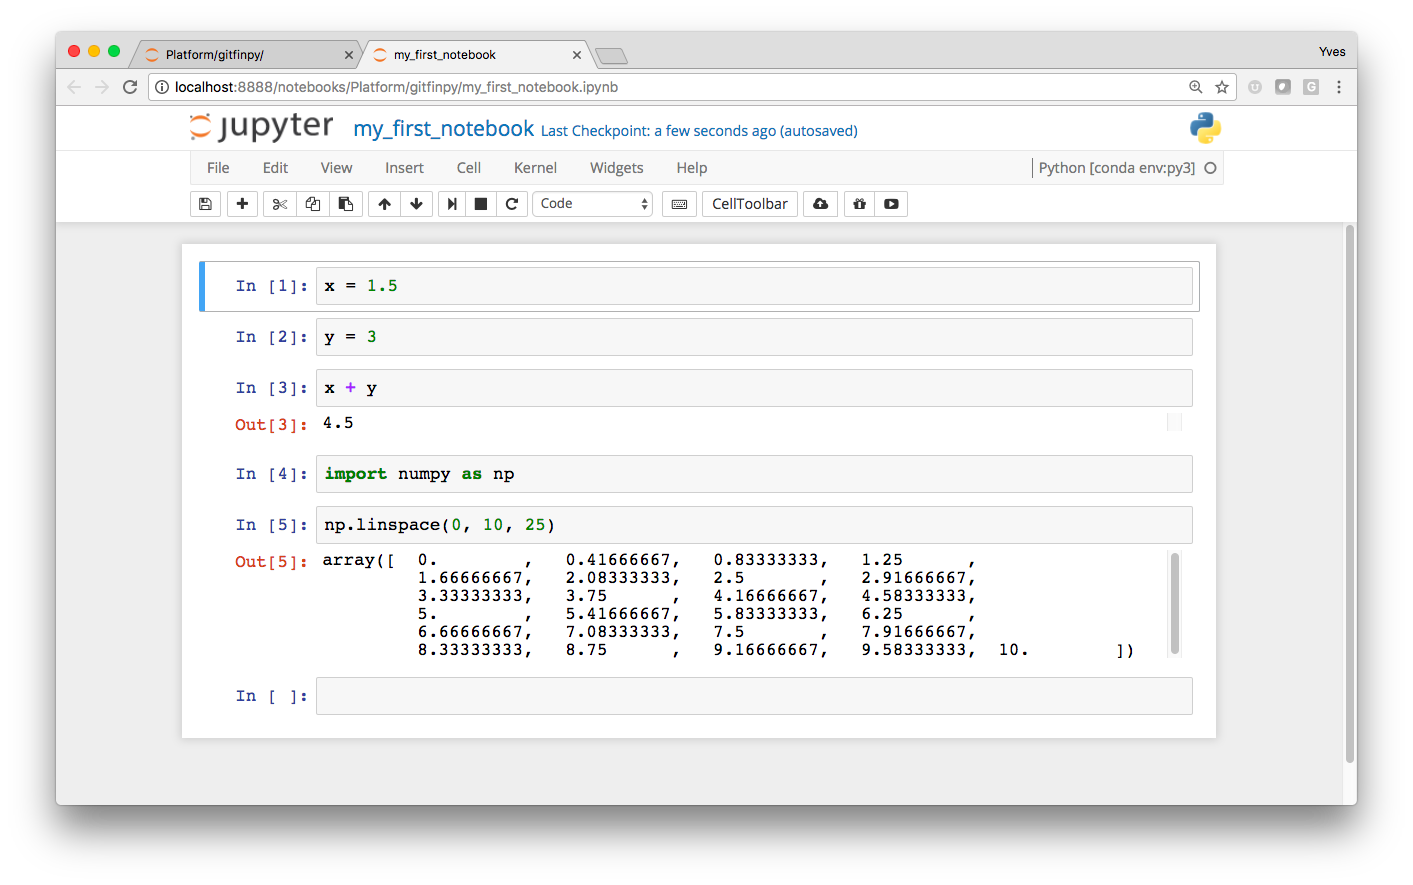 Platform/gitfinpy/ my_first_notebook Yves
localhost:8888/notebooks/Platform/gitfinpy/my_first_notebook.ipynb
jupyter my_first_notebook Last Checkpoint: a few seconds ago (autosaved)
File Edit View Insert Cell Kernel Widgets Help Python [conda env:py3]
Code CellToolbar
In [1]: x = 1.5
In [2]: y = 3
In [3]: x + y
Out[3]: 4.5
In [4]: import numpy as np
In [5]: np.linspace(0, 10, 25)
Out[5]: array([ 0. , 0.41666667, 0.83333333, 1.25 ,
1.66666667, 2.08333333, 2.5 , 2.91666667,
3.33333333, 3.75 , 4.16666667, 4.58333333,
5. , 5.41666667, 5.83333333, 6.25 ,
6.66666667, 7.08333333, 7.5 , 7.91666667,
8.33333333, 8.75 , 9.16666667, 9.58333333, 10. ])
In [ ]: